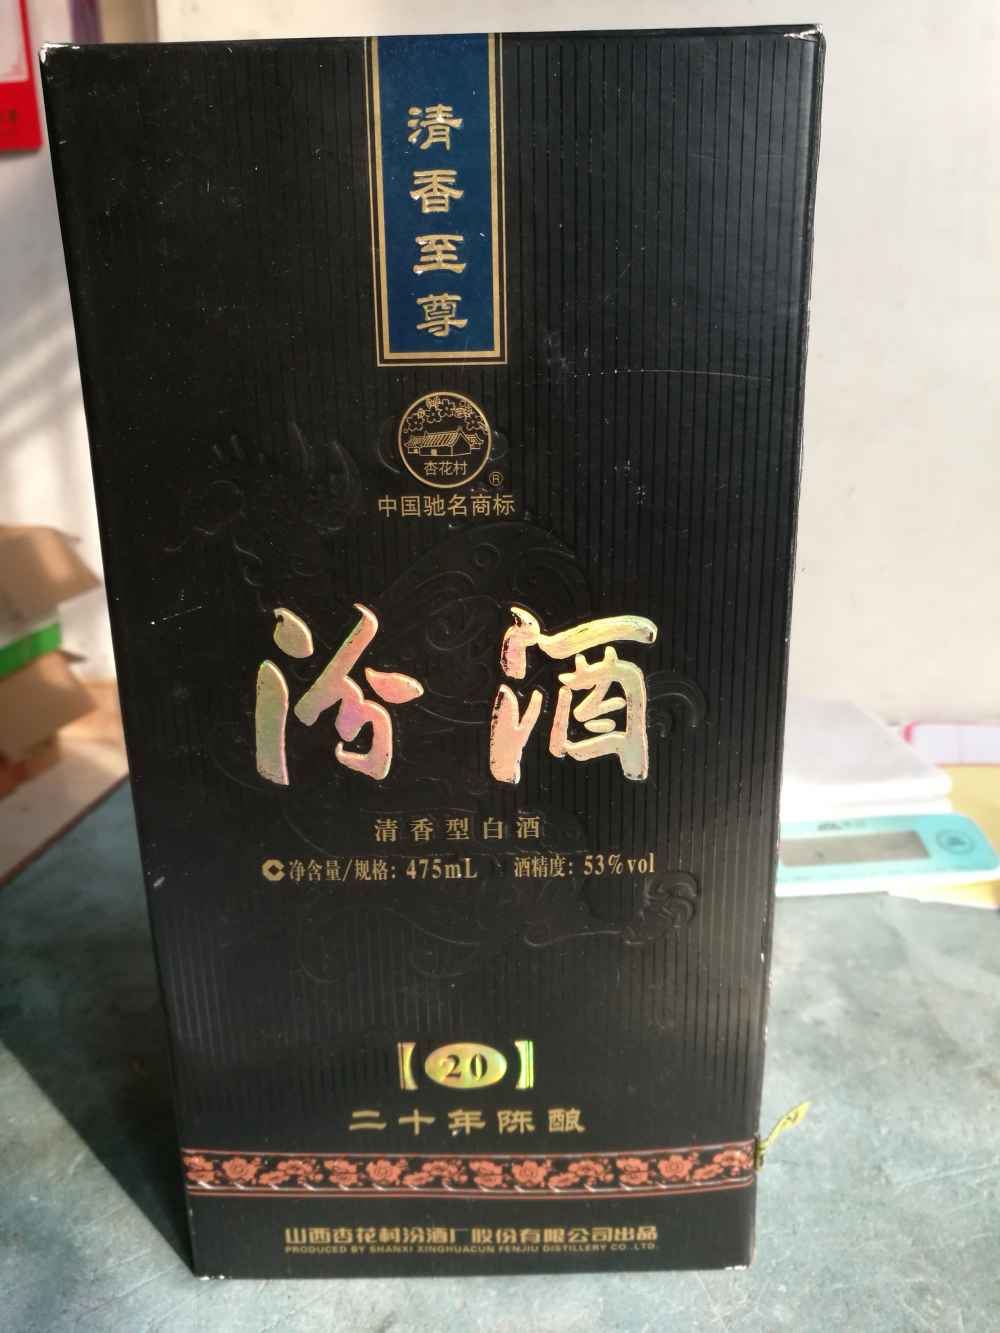 清香至尊
杏花村
®
中国驰名商标
汾酒
清香型白酒
净含量/规格：475mL 酒精度：53%vol
【20】
二十年陈酿
山西杏花村汾酒厂股份有限公司出品
PRODUCED BY SHANXI XINGHUACUN FENJIU DISTILLERY CO.,LTD.